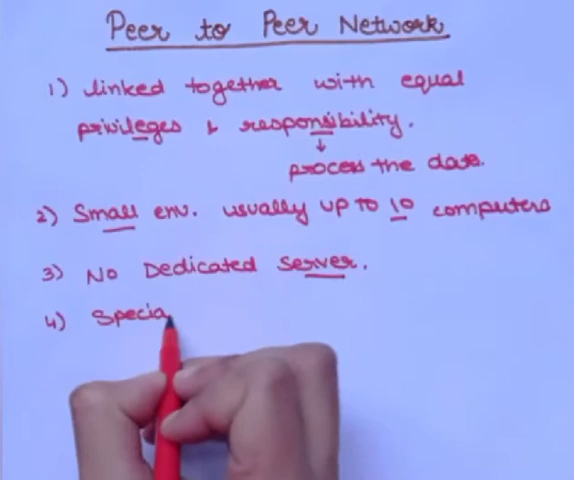 Peer to Peer Network
1) linked together with equal
privileges & responsibility.
↓
process the data.
2) Small env. usually up to 10 computers
3) No Dedicated Server.
4) Specia